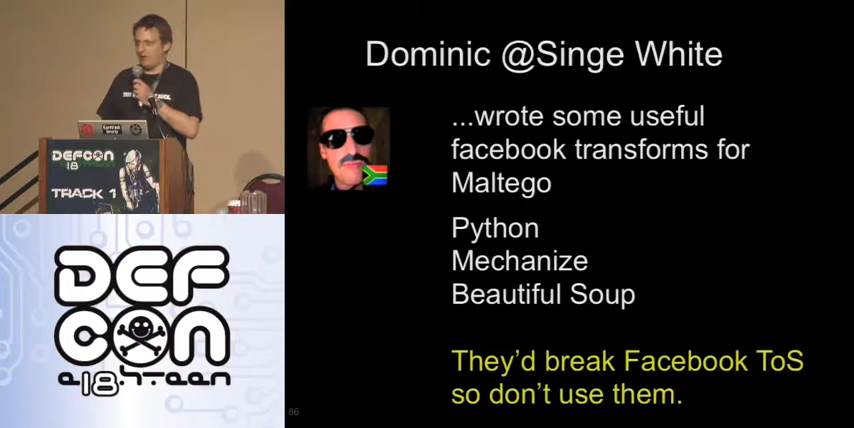 Dominic @Singe White
...wrote some useful
facebook transforms for
Maltego
Python
Mechanize
Beautiful Soup
They'd break Facebook ToS
so don't use them.
86
DEFCON
18
TRACK 1
DEF
CON
e18hteen